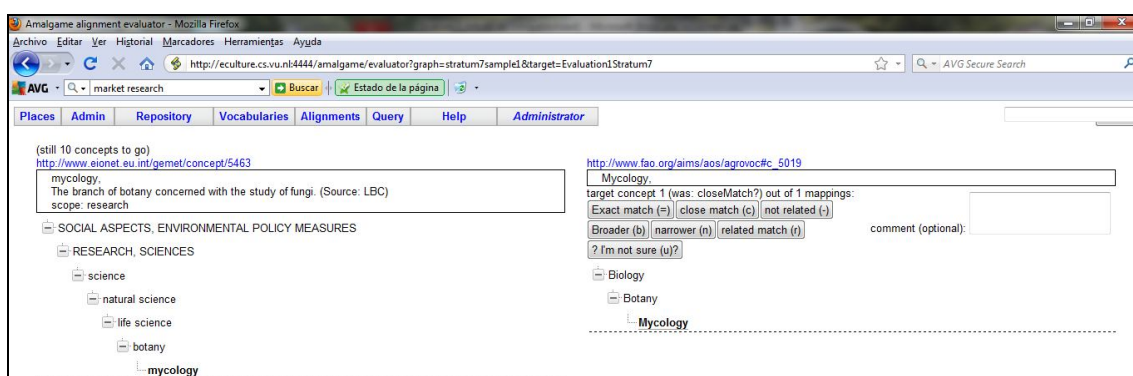 Amalgame alignment evaluator - Mozilla Firefox
Archivo Editar Ver Historial Marcadores Herramientas Ayuda
http://eculture.cs.vu.nl:4444/amalgame/evaluator?graph=stratum7sample1&target=Evaluation1Stratum7
AVG Secure Search
AVG market research Buscar Estado de la página
Places Admin Repository Vocabularies Alignments Query Help Administrator
(still 10 concepts to go)
http://www.eionet.eu.int/gemet/concept/5463
mycology,
The branch of botany concerned with the study of fungi. (Source: LBC)
scope: research
SOCIAL ASPECTS, ENVIRONMENTAL POLICY MEASURES
RESEARCH, SCIENCES
science
natural science
life science
botany
mycology
http://www.fao.org/aims/aos/agrovoc#c_5019
Mycology,
target concept 1 (was: closeMatch?) out of 1 mappings:
Exact match (=) close match (c) not related (-)
Broader (b) narrower (n) related match (r)
comment (optional):
? I'm not sure (u)?
Biology
Botany
Mycology